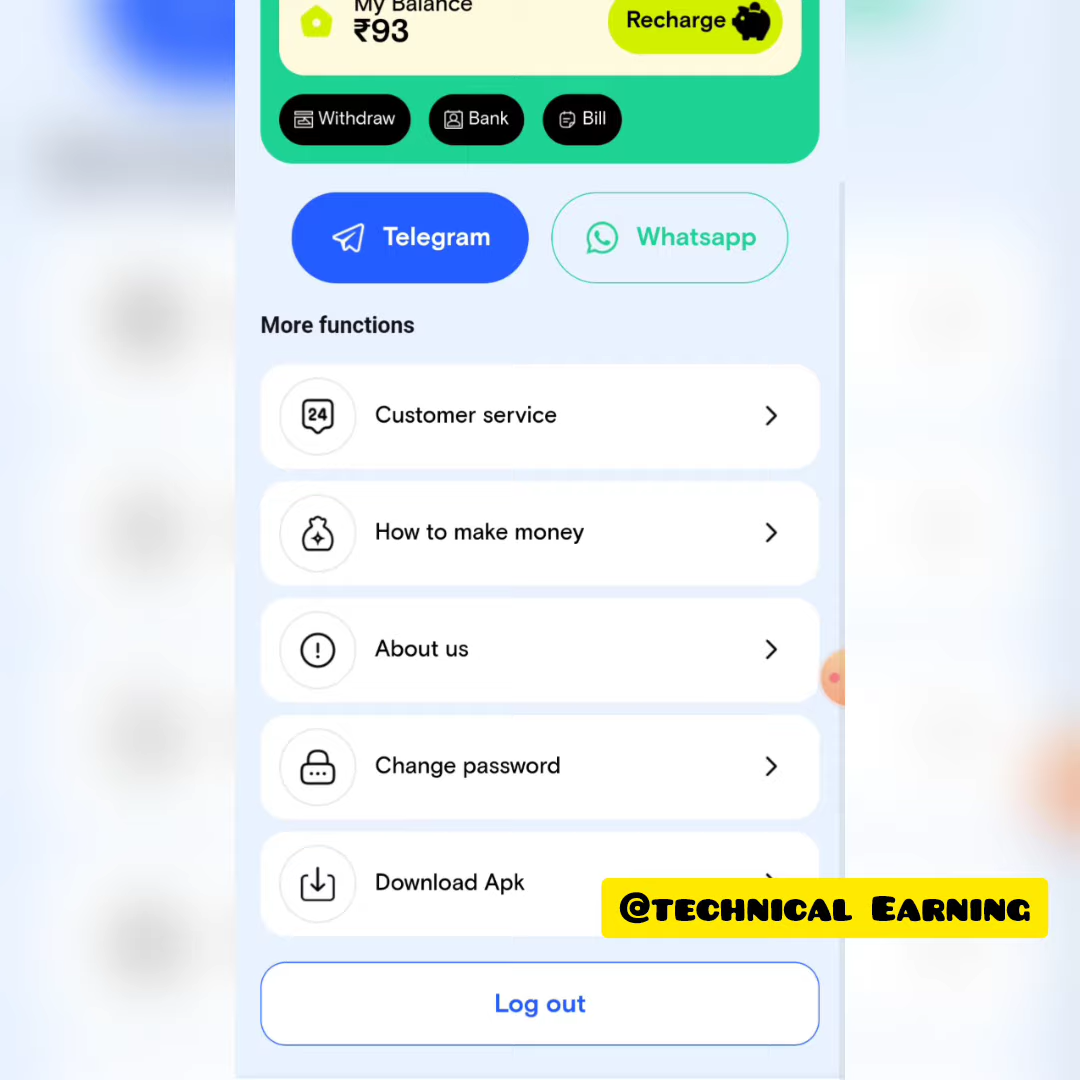 My Balance
₹93
Recharge
Withdraw
Bank
Bill
Telegram
Whatsapp
More functions
24
Customer service
How to make money
About us
Change password
Download Apk
@technical Earning
Log out